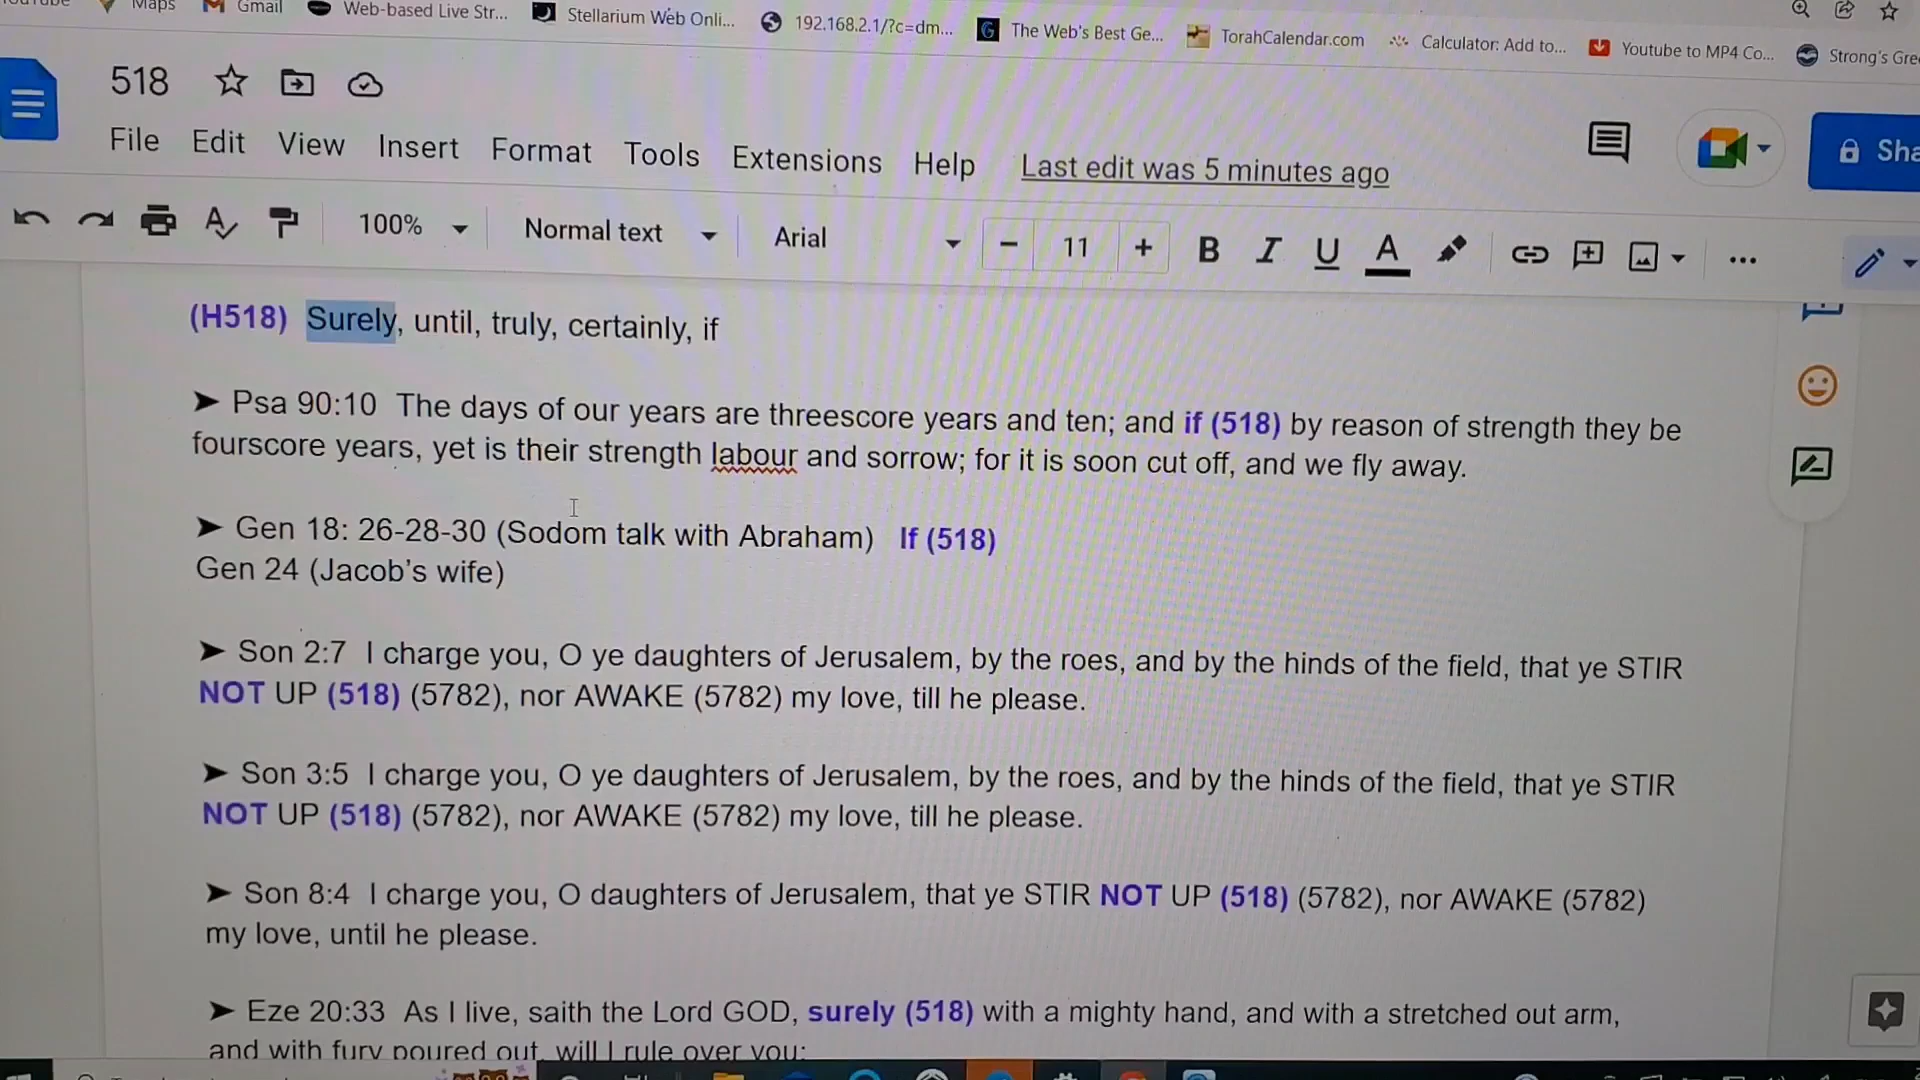 Maps Gmail Web-based Live Str... Stellarium Web Onli... 192.168.2.1/?c=dm... The Web's Best Ge... TorahCalendar.com Calculator: Add to... Youtube to MP4 Co... Strong's Gre
518
File Edit View Insert Format Tools Extensions Help Last edit was 5 minutes ago
Sha
100% Normal text Arial − 11 + B I U A
(H518) Surely, until, truly, certainly, if
➤ Psa 90:10 The days of our years are threescore years and ten; and if (518) by reason of strength they be
fourscore years, yet is their strength labour and sorrow; for it is soon cut off, and we fly away.
➤ Gen 18: 26-28-30 (Sodom talk with Abraham) If (518)
Gen 24 (Jacob's wife)
➤ Son 2:7 I charge you, O ye daughters of Jerusalem, by the roes, and by the hinds of the field, that ye STIR
NOT UP (518) (5782), nor AWAKE (5782) my love, till he please.
➤ Son 3:5 I charge you, O ye daughters of Jerusalem, by the roes, and by the hinds of the field, that ye STIR
NOT UP (518) (5782), nor AWAKE (5782) my love, till he please.
➤ Son 8:4 I charge you, O daughters of Jerusalem, that ye STIR NOT UP (518) (5782), nor AWAKE (5782)
my love, until he please.
➤ Eze 20:33 As I live, saith the Lord GOD, surely (518) with a mighty hand, and with a stretched out arm,
and with fury poured out, will I rule over you: